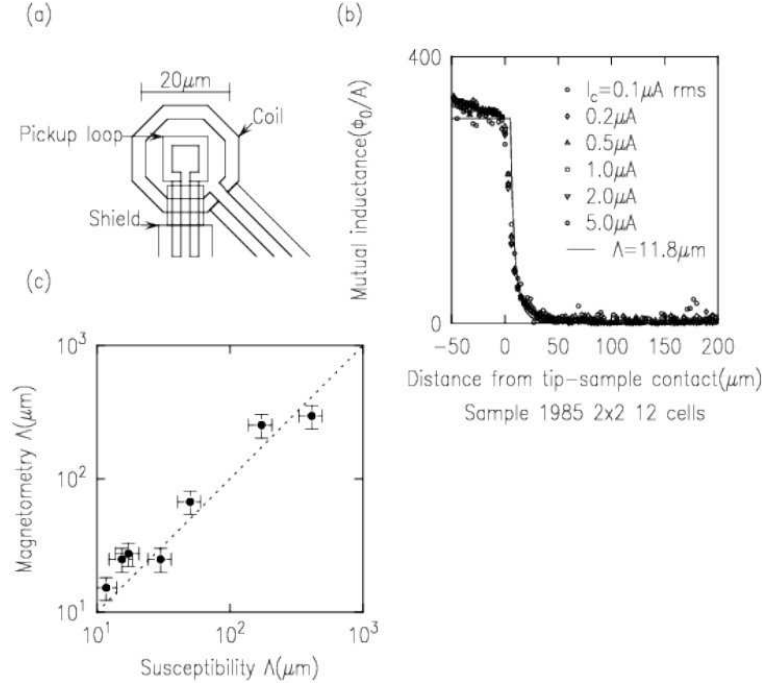 (a)
20μm
Coil
Pickup loop
Shield
(b)
400
0
Mutual inductance(ϕ₀/A)
I_c=0.1μA rms
0.2μA
0.5μA
1.0μA
2.0μA
5.0μA
Λ=11.8μm
−50 0 50 100 150 200
Distance from tip−sample contact(μm)
Sample 1985 2x2 12 cells
(c)
10³
10²
10¹
Magnetometry Λ(μm)
10¹ 10² 10³
Susceptibility Λ(μm)